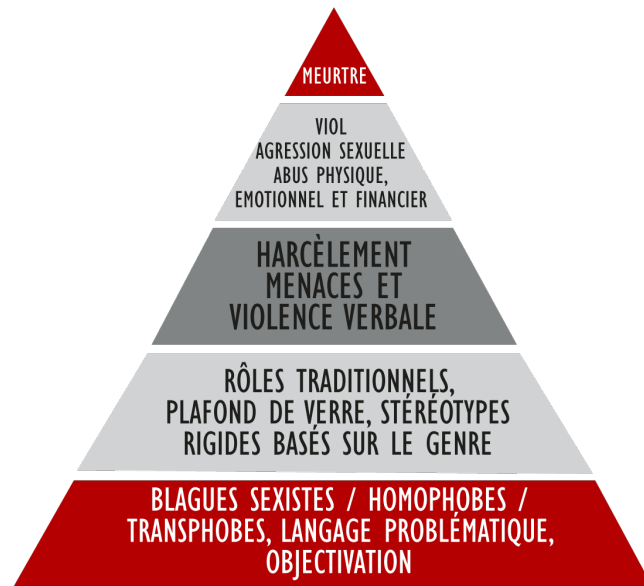 MEURTRE
VIOL
AGRESSION SEXUELLE
ABUS PHYSIQUE,
EMOTIONNEL ET FINANCIER
HARCÈLEMENT
MENACES ET
VIOLENCE VERBALE
RÔLES TRADITIONNELS,
PLAFOND DE VERRE, STÉRÉOTYPES
RIGIDES BASÉS SUR LE GENRE
BLAGUES SEXISTES / HOMOPHOBES /
TRANSPHOBES, LANGAGE PROBLÉMATIQUE,
OBJECTIVATION